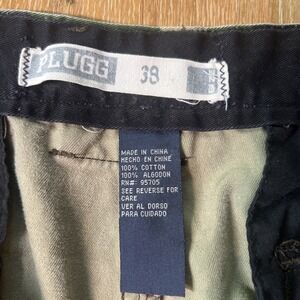 PLUGG 38
MADE IN CHINA
HECHO EN CHINE
100% COTTON
100% ALGODON
RN#: 95705
SEE REVERSE FOR
CARE
VER AL DORSO
PARA CUIDADO